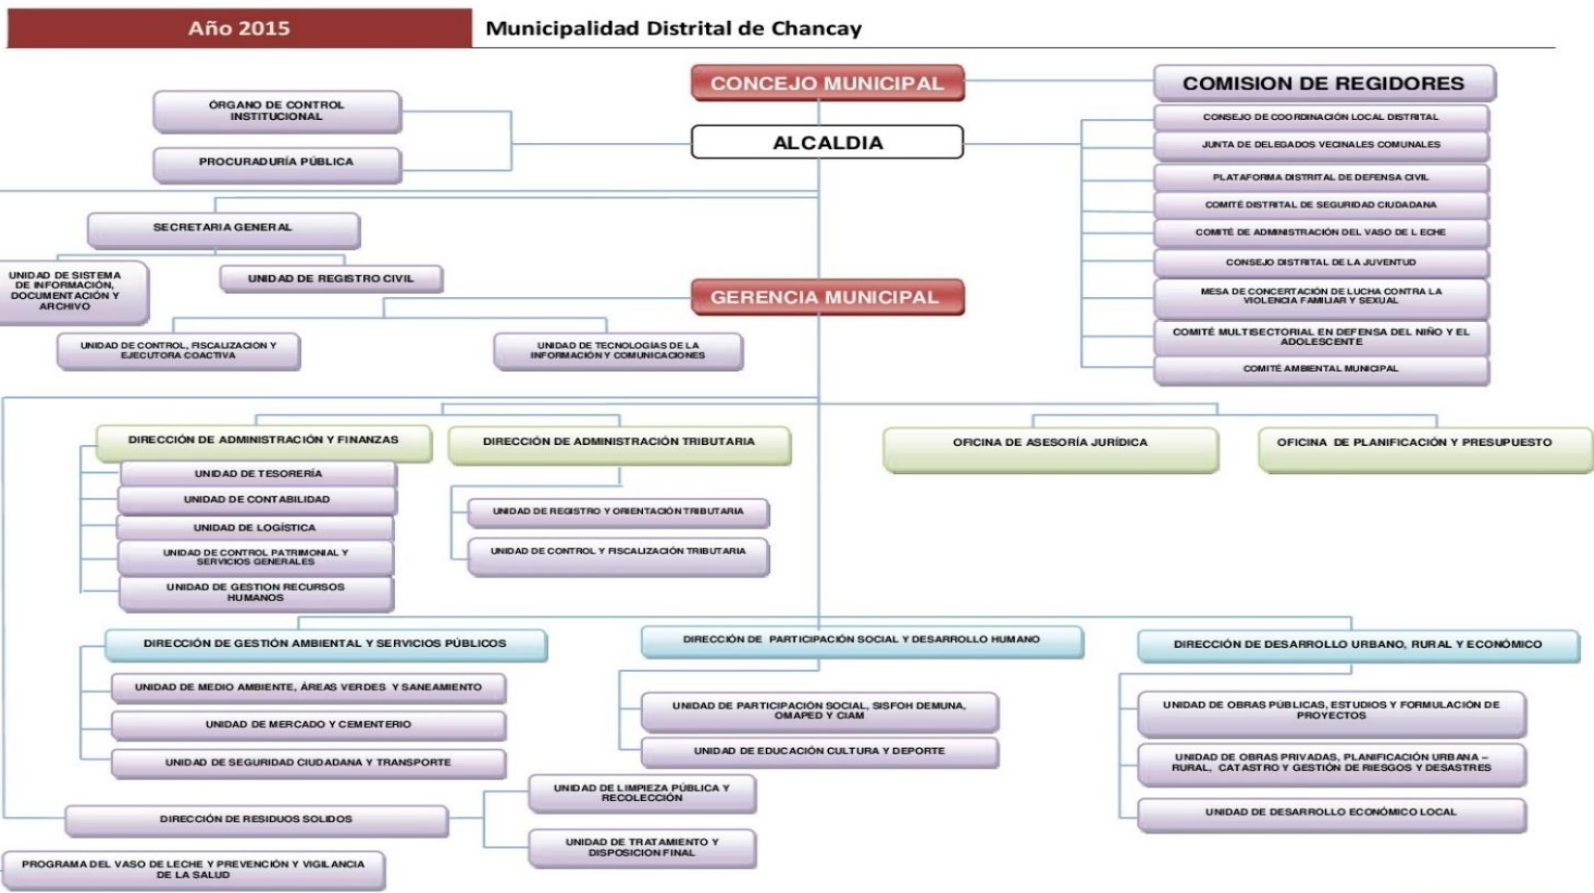 Año 2015
Municipalidad Distrital de Chancay
CONCEJO MUNICIPAL
COMISION DE REGIDORES
ÓRGANO DE CONTROL
INSTITUCIONAL
PROCURADURÍA PÚBLICA
ALCALDIA
CONSEJO DE COORDINACIÓN LOCAL DISTRITAL
JUNTA DE DELEGADOS VECINALES COMUNALES
PLATAFORMA DISTRITAL DE DEFENSA CIVIL
COMITÉ DISTRITAL DE SEGURIDAD CIUDADANA
COMITÉ DE ADMINISTRACIÓN DEL VASO DE L ECHE
CONSEJO DISTRITAL DE LA JUVENTUD
MESA DE CONCERTACIÓN DE LUCHA CONTRA LA
VIOLENCIA FAMILIAR Y SEXUAL
COMITÉ MULTISECTORIAL EN DEFENSA DEL NIÑO Y EL
ADOLESCENTE
COMITÉ AMBIENTAL MUNICIPAL
SECRETARIA GENERAL
UNIDAD DE SISTEMA
DE INFORMACIÓN,
DOCUMENTACIÓN Y
ARCHIVO
UNIDAD DE REGISTRO CIVIL
GERENCIA MUNICIPAL
UNIDAD DE CONTROL, FISCALIZACION Y
EJECUTORA COACTIVA
UNIDAD DE TECNOLOGÍAS DE LA
INFORMACIÓN Y COMUNICACIONES
DIRECCIÓN DE ADMINISTRACIÓN Y FINANZAS
DIRECCIÓN DE ADMINISTRACIÓN TRIBUTARIA
OFICINA DE ASESORÍA JURÍDICA
OFICINA DE PLANIFICACIÓN Y PRESUPUESTO
UNIDAD DE TESORERÍA
UNIDAD DE CONTABILIDAD
UNIDAD DE LOGÍSTICA
UNIDAD DE CONTROL PATRIMONIAL Y
SERVICIOS GENERALES
UNIDAD DE GESTION RECURSOS
HUMANOS
UNIDAD DE REGISTRO Y ORIENTACIÓN TRIBUTARIA
UNIDAD DE CONTROL Y FISCALIZACIÓN TRIBUTARIA
DIRECCIÓN DE GESTIÓN AMBIENTAL Y SERVICIOS PÚBLICOS
DIRECCIÓN DE PARTICIPACIÓN SOCIAL Y DESARROLLO HUMANO
DIRECCIÓN DE DESARROLLO URBANO, RURAL Y ECONÓMICO
UNIDAD DE MEDIO AMBIENTE, ÁREAS VERDES Y SANEAMIENTO
UNIDAD DE MERCADO Y CEMENTERIO
UNIDAD DE SEGURIDAD CIUDADANA Y TRANSPORTE
UNIDAD DE PARTICIPACIÓN SOCIAL, SISFOH DEMUNA,
OMAPED Y CIAM
UNIDAD DE EDUCACIÓN CULTURA Y DEPORTE
UNIDAD DE OBRAS PÚBLICAS, ESTUDIOS Y FORMULACIÓN DE
PROYECTOS
UNIDAD DE OBRAS PRIVADAS, PLANIFICACIÓN URBANA –
RURAL, CATASTRO Y GESTIÓN DE RIESGOS Y DESASTRES
UNIDAD DE DESARROLLO ECONÓMICO LOCAL
DIRECCIÓN DE RESIDUOS SOLIDOS
UNIDAD DE LIMPIEZA PÚBLICA Y
RECOLECCIÓN
UNIDAD DE TRATAMIENTO Y
DISPOSICION FINAL
PROGRAMA DEL VASO DE LECHE Y PREVENCIÓN Y VIGILANCIA
DE LA SALUD